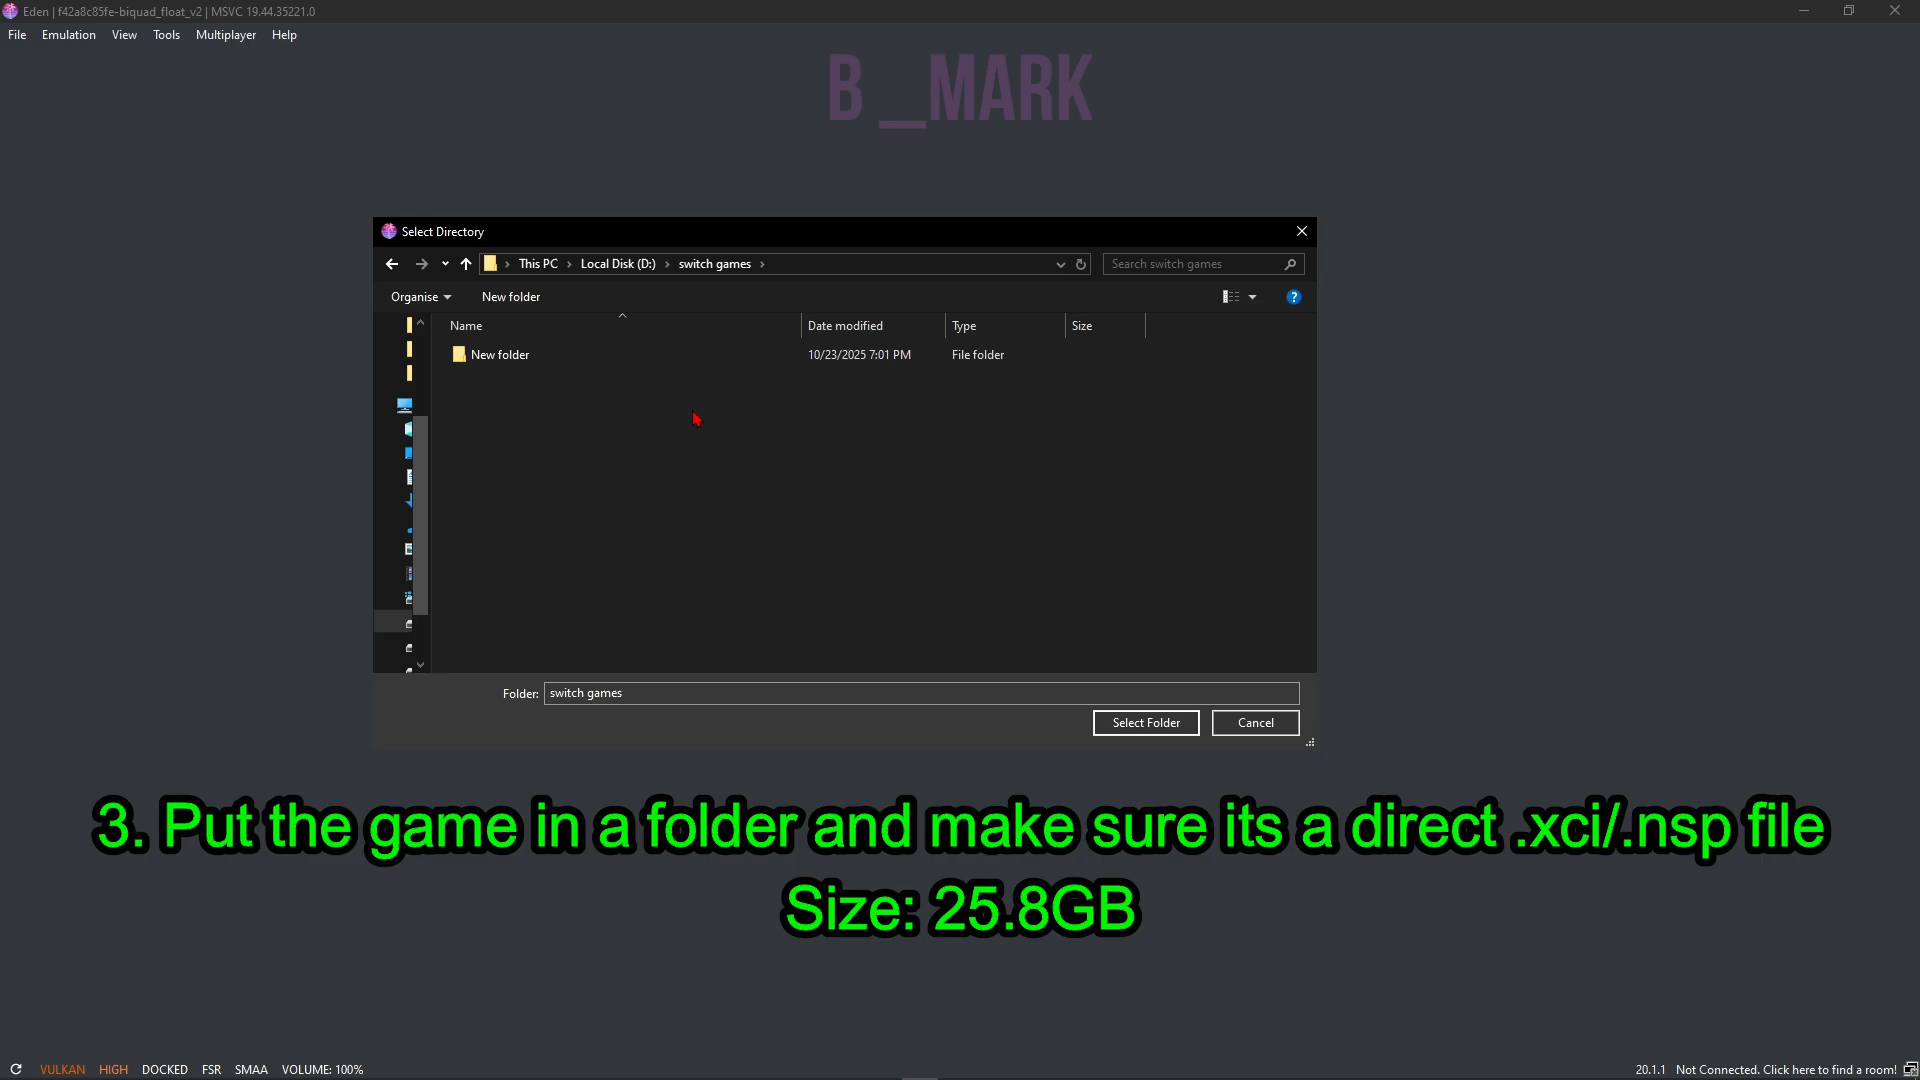 Eden | f42a8c85fe-biquad_float_v2 | MSVC 19.44.35221.0
File Emulation View Tools Multiplayer Help
B_MARK
Select Directory
This PC > Local Disk (D:) > switch games >
Search switch games
Organise New folder
Name Date modified Type Size
New folder 10/23/2025 7:01 PM File folder
Folder: switch games
Select Folder Cancel
3. Put the game in a folder and make sure its a direct .xci/.nsp file
Size: 25.8GB
VULKAN HIGH DOCKED FSR SMAA VOLUME: 100%
20.1.1 Not Connected. Click here to find a room!